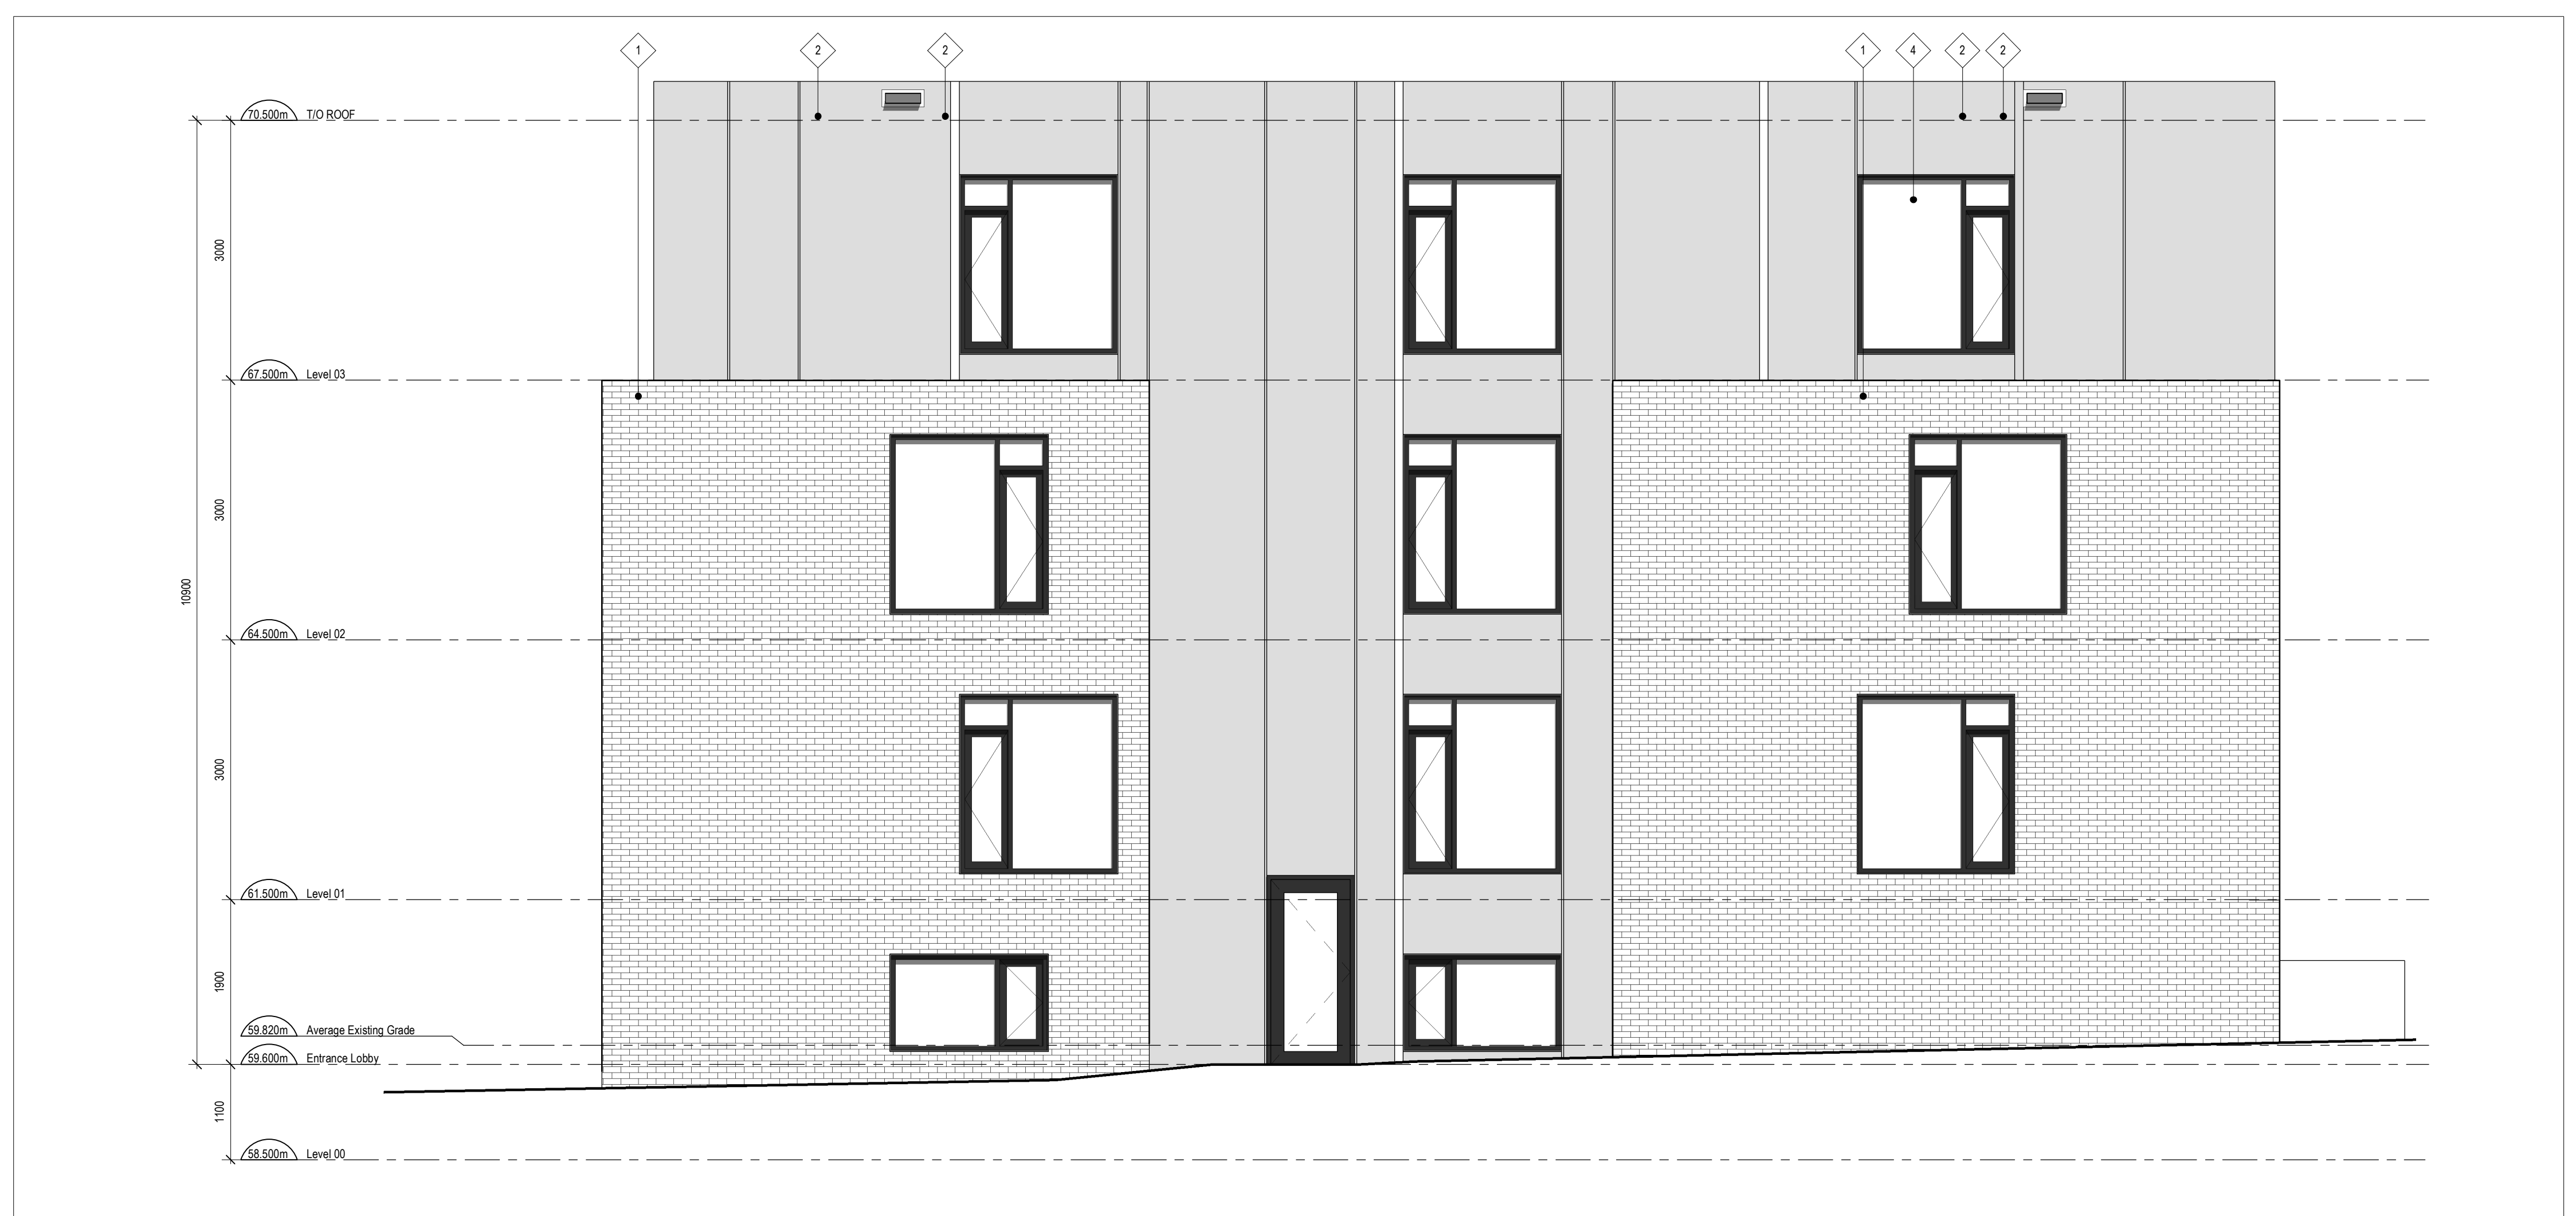 1 2 2 1 4 2 2
70.500m T/O ROOF
3000
67.500m Level 03
3000
10900
64.500m Level 02
3000
61.500m Level 01
1900
59.820m Average Existing Grade
59.600m Entrance Lobby
1100
58.500m Level 00